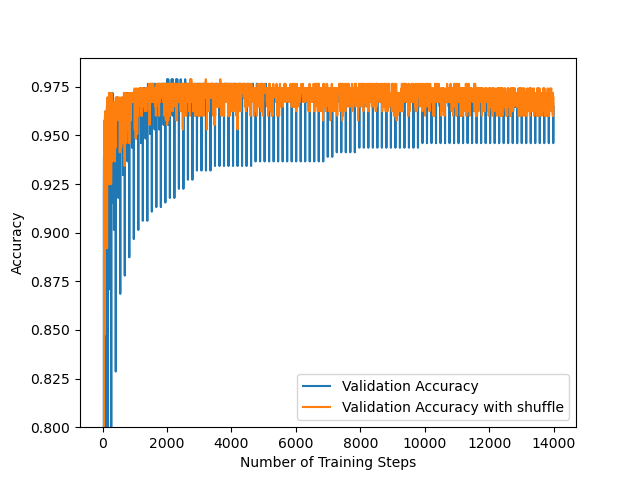 0.975
0.950
0.925
0.900
0.875
0.850
0.825
0.800
Accuracy
Validation Accuracy
Validation Accuracy with shuffle
0 2000 4000 6000 8000 10000 12000 14000
Number of Training Steps